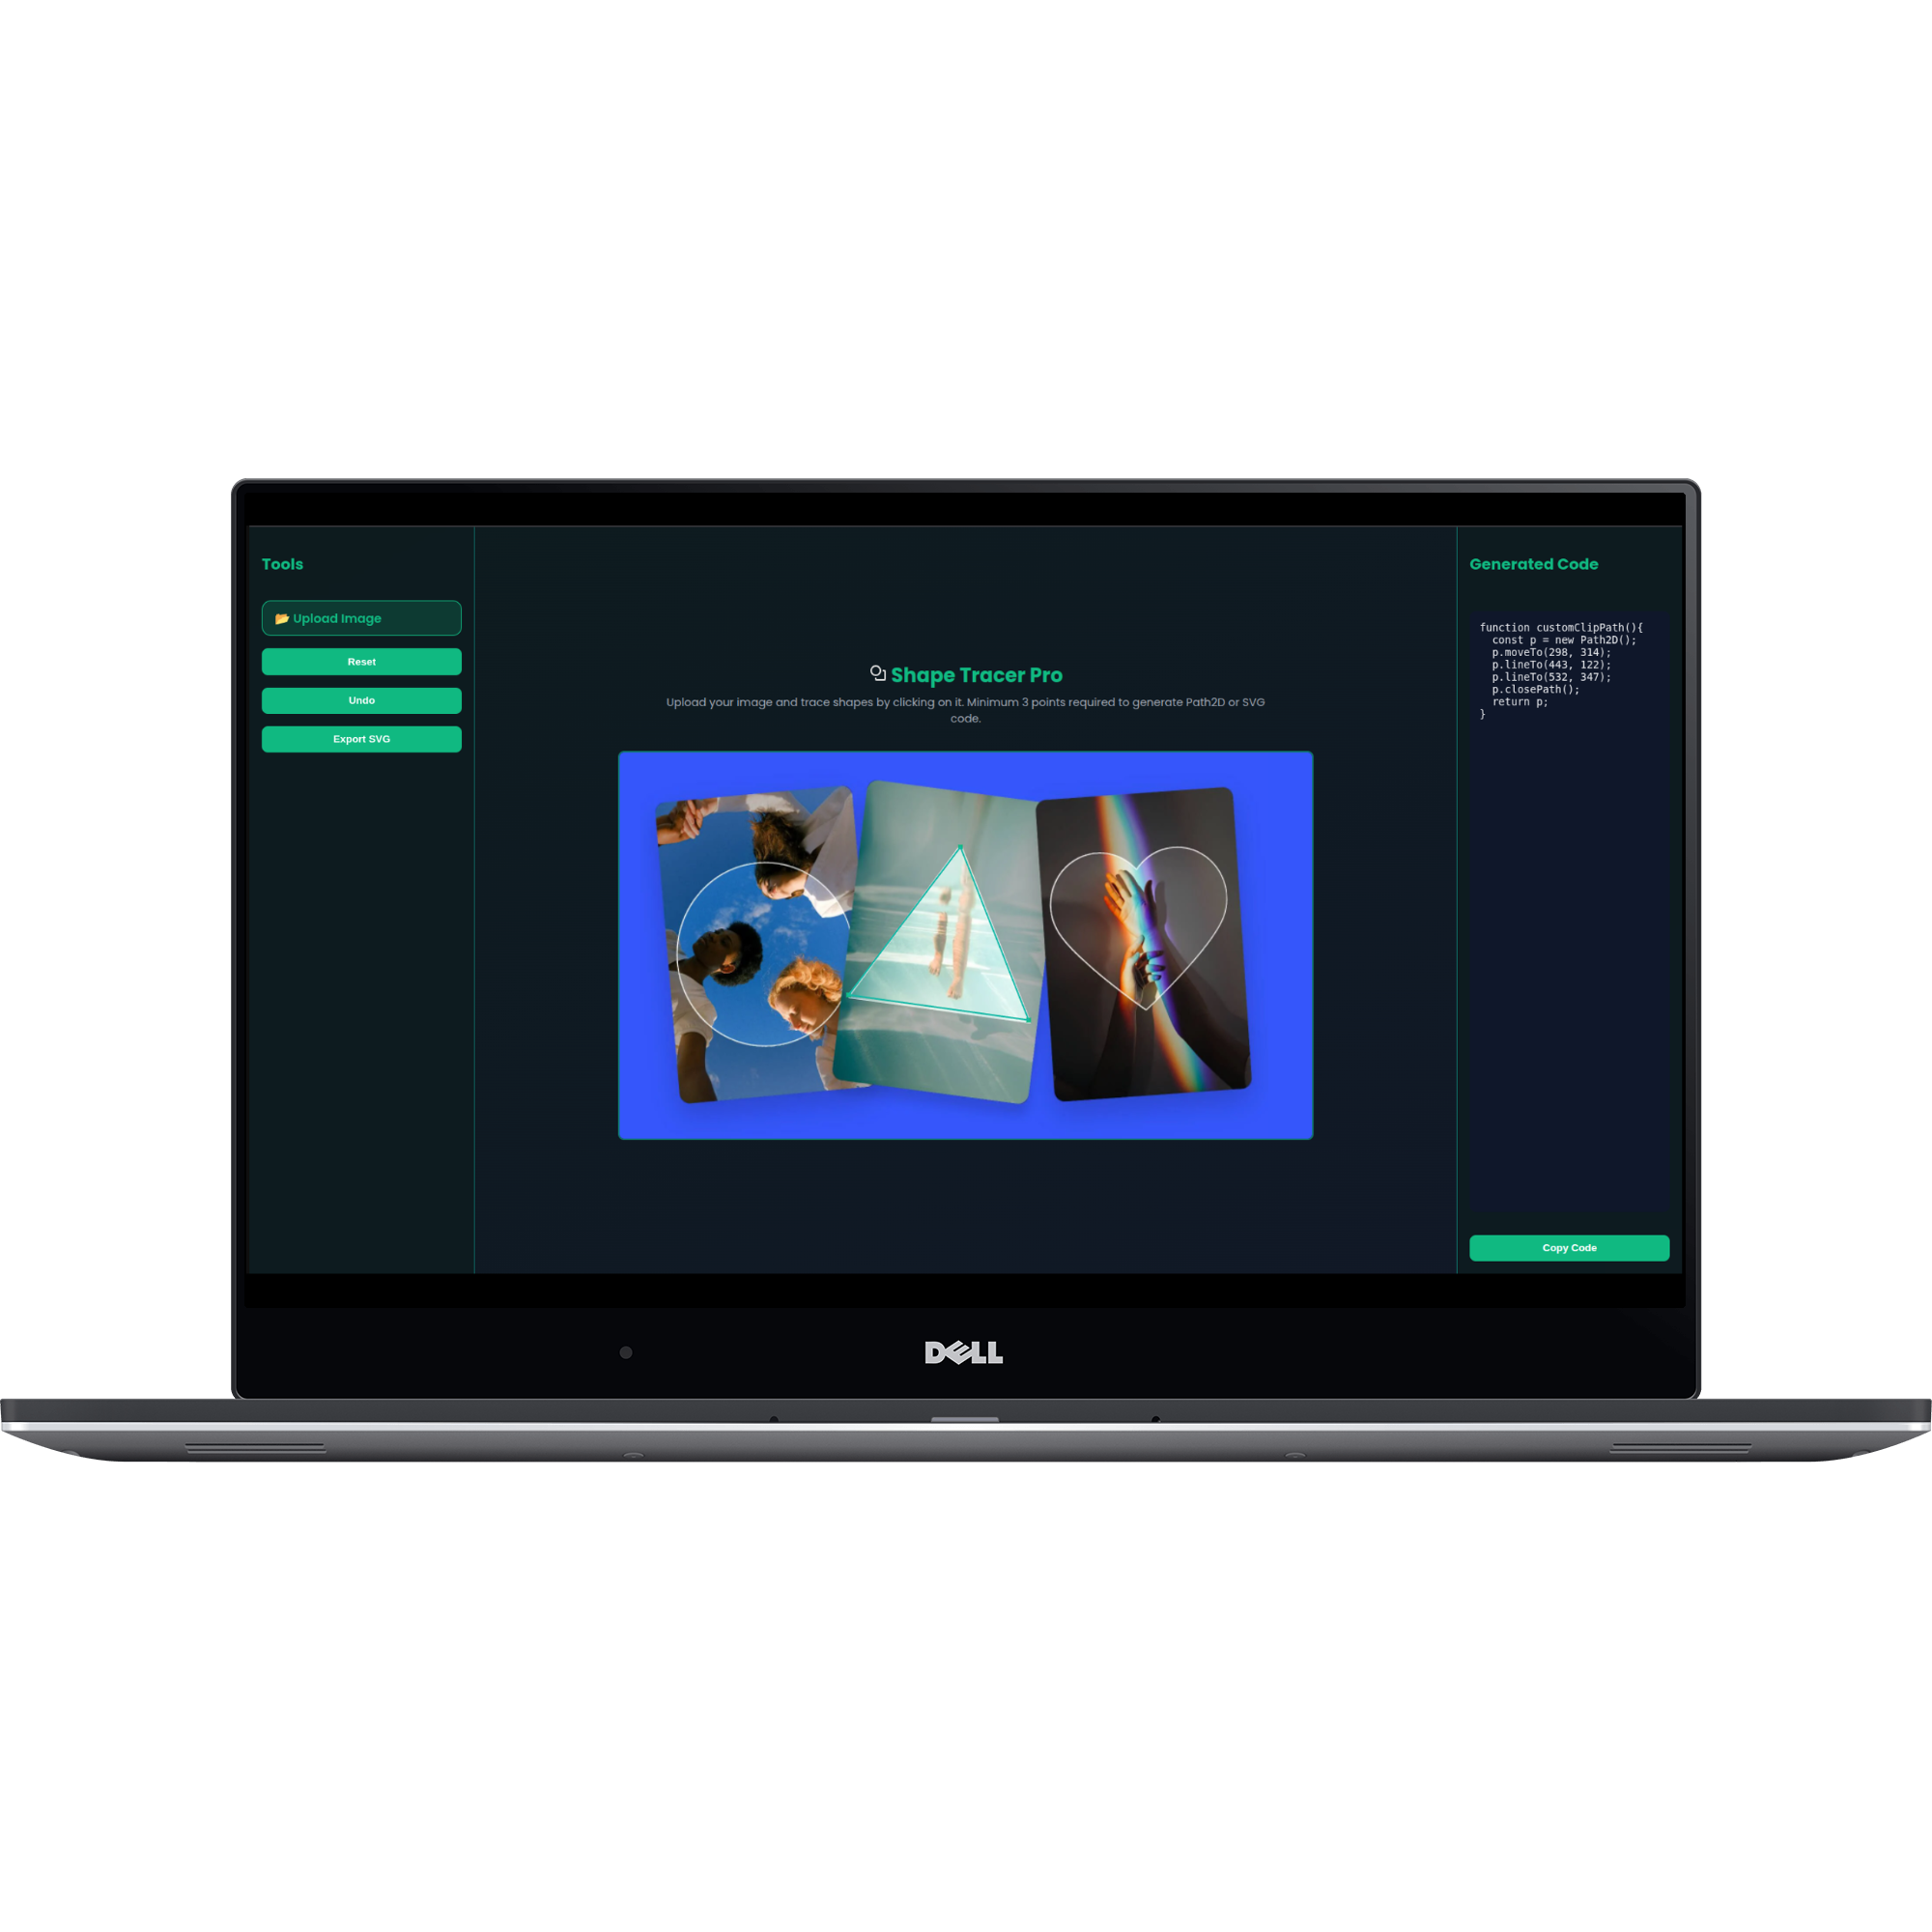 Tools
📂 Upload Image
Reset
Undo
Export SVG
Shape Tracer Pro
Upload your image and trace shapes by clicking on it. Minimum 3 points required to generate Path2D or SVG
code.
Generated Code
function customClipPath(){
  const p = new Path2D();
  p.moveTo(298, 314);
  p.lineTo(443, 122);
  p.lineTo(532, 347);
  p.closePath();
  return p;
}
Copy Code
DELL